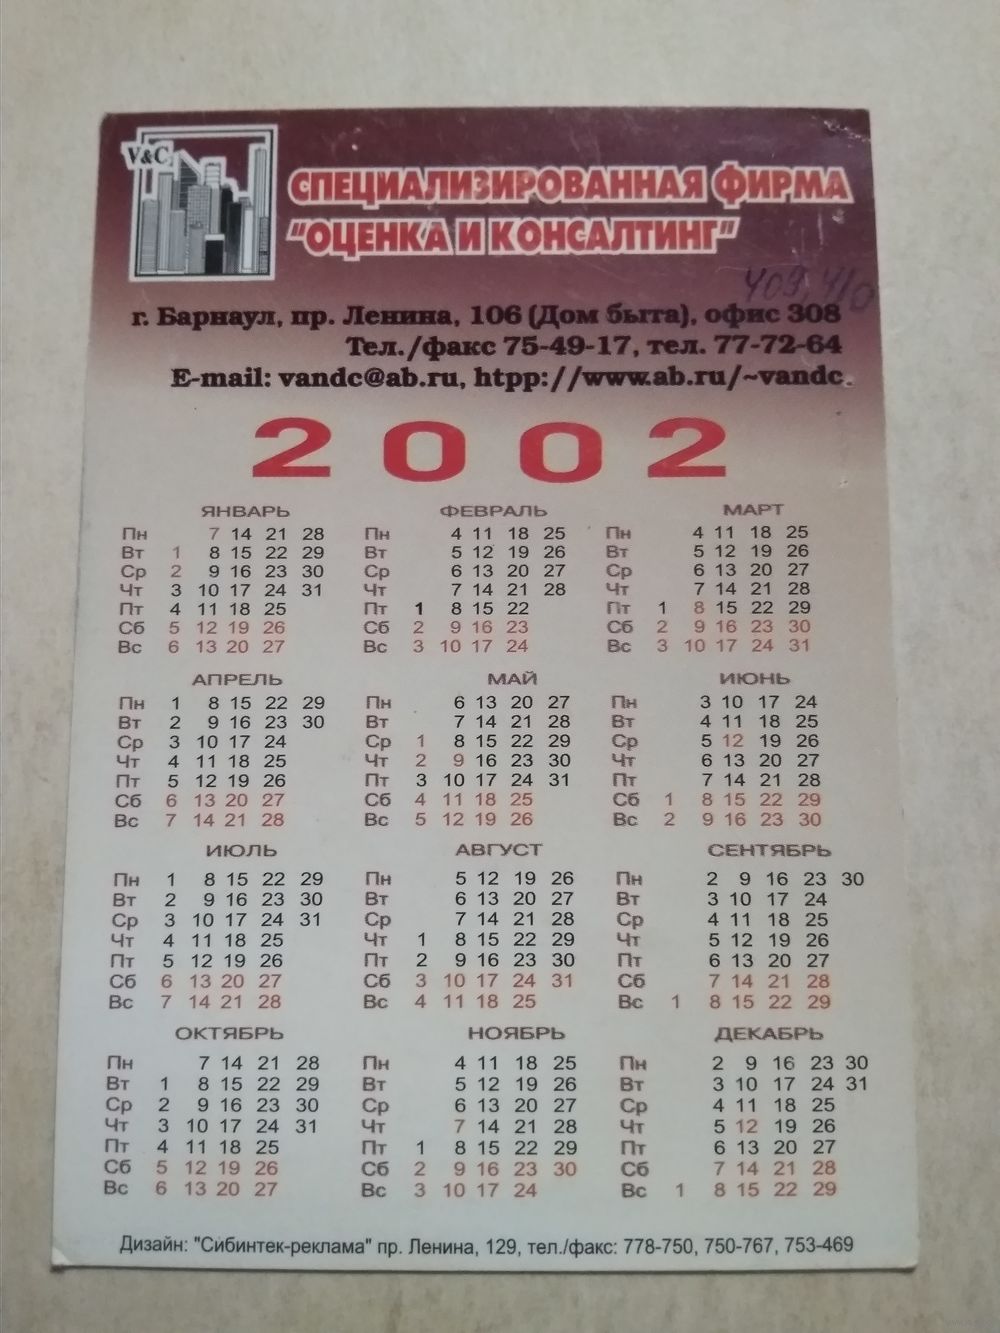 V&C
СПЕЦИАЛИЗИРОВАННАЯ ФИРМА
"ОЦЕНКА И КОНСАЛТИНГ"
409,410
г. Барнаул, пр. Ленина, 106 (Дом быта), офис 308
Тел./факс 75-49-17, тел. 77-72-64
E-mail: vandc@ab.ru, htpp://www.ab.ru/~vandc.
2002
ЯНВАРЬ ФЕВРАЛЬ МАРТ
Пн 7 14 21 28 Пн 4 11 18 25 Пн 4 11 18 25
Вт 1 8 15 22 29 Вт 5 12 19 26 Вт 5 12 19 26
Ср 2 9 16 23 30 Ср 6 13 20 27 Ср 6 13 20 27
Чт 3 10 17 24 31 Чт 7 14 21 28 Чт 7 14 21 28
Пт 4 11 18 25 Пт 1 8 15 22 Пт 1 8 15 22 29
Сб 5 12 19 26 Сб 2 9 16 23 Сб 2 9 16 23 30
Вс 6 13 20 27 Вс 3 10 17 24 Вс 3 10 17 24 31
АПРЕЛЬ МАЙ ИЮНЬ
Пн 1 8 15 22 29 Пн 6 13 20 27 Пн 3 10 17 24
Вт 2 9 16 23 30 Вт 7 14 21 28 Вт 4 11 18 25
Ср 3 10 17 24 Ср 1 8 15 22 29 Ср 5 12 19 26
Чт 4 11 18 25 Чт 2 9 16 23 30 Чт 6 13 20 27
Пт 5 12 19 26 Пт 3 10 17 24 31 Пт 7 14 21 28
Сб 6 13 20 27 Сб 4 11 18 25 Сб 1 8 15 22 29
Вс 7 14 21 28 Вс 5 12 19 26 Вс 2 9 16 23 30
ИЮЛЬ АВГУСТ СЕНТЯБРЬ
Пн 1 8 15 22 29 Пн 5 12 19 26 Пн 2 9 16 23 30
Вт 2 9 16 23 30 Вт 6 13 20 27 Вт 3 10 17 24
Ср 3 10 17 24 31 Ср 7 14 21 28 Ср 4 11 18 25
Чт 4 11 18 25 Чт 1 8 15 22 29 Чт 5 12 19 26
Пт 5 12 19 26 Пт 2 9 16 23 30 Пт 6 13 20 27
Сб 6 13 20 27 Сб 3 10 17 24 31 Сб 7 14 21 28
Вс 7 14 21 28 Вс 4 11 18 25 Вс 1 8 15 22 29
ОКТЯБРЬ НОЯБРЬ ДЕКАБРЬ
Пн 7 14 21 28 Пн 4 11 18 25 Пн 2 9 16 23 30
Вт 1 8 15 22 29 Вт 5 12 19 26 Вт 3 10 17 24 31
Ср 2 9 16 23 30 Ср 6 13 20 27 Ср 4 11 18 25
Чт 3 10 17 24 31 Чт 7 14 21 28 Чт 5 12 19 26
Пт 4 11 18 25 Пт 1 8 15 22 29 Пт 6 13 20 27
Сб 5 12 19 26 Сб 2 9 16 23 30 Сб 7 14 21 28
Вс 6 13 20 27 Вс 3 10 17 24 Вс 1 8 15 22 29
Дизайн: "Сибинтек-реклама" пр. Ленина, 129, тел./факс: 778-750, 750-767, 753-469